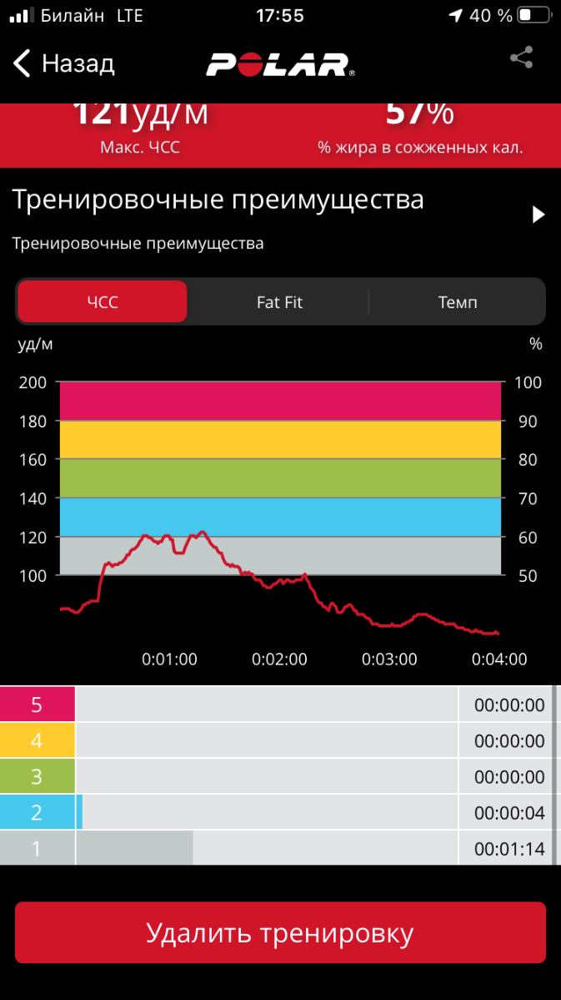 Билайн LTE 17:55 40 %
Назад POLAR®
121уд/м 57%
Макс. ЧСС % жира в сожженных кал.
Тренировочные преимущества
Тренировочные преимущества
ЧСС Fat Fit Темп
уд/м %
200 100
180 90
160 80
140 70
120 60
100 50
0:01:00 0:02:00 0:03:00 0:04:00
5 00:00:00
4 00:00:00
3 00:00:00
2 00:00:04
1 00:01:14
Удалить тренировку